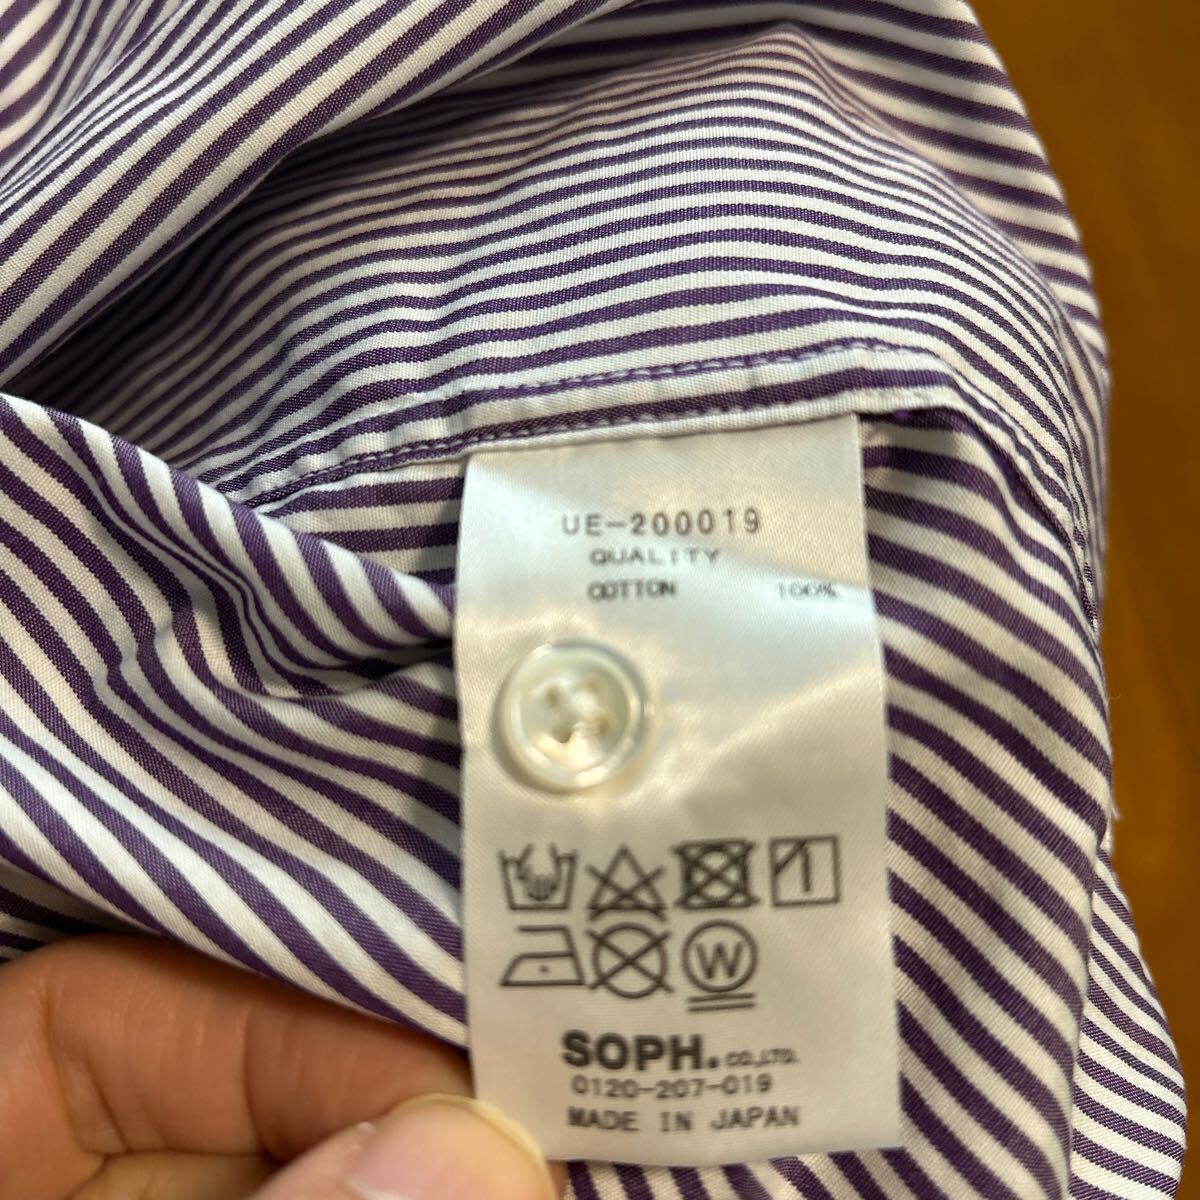 UE-200019
QUALITY
COTTON 100%
W
SOPH.CO.,LTD.
0120-207-019
MADE IN JAPAN